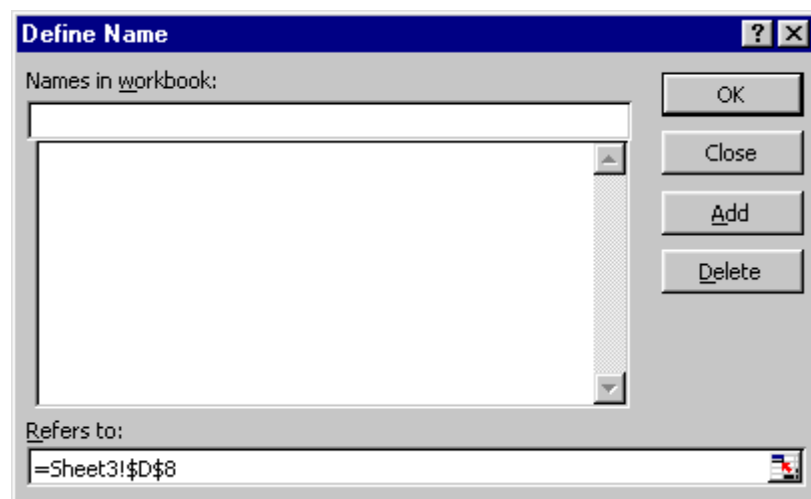 Define Name
Names in workbook:
OK
Close
Add
Delete
Refers to:
=Sheet3!$D$8